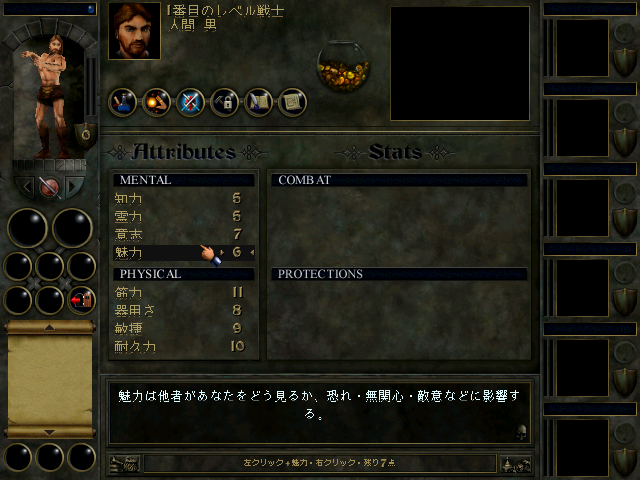 1番目のレベル戦士
人間 男
Attributes
Stats
MENTAL
COMBAT
知力 5
霊力 5
意志 7
魅力 6
PHYSICAL
PROTECTIONS
筋力 11
器用さ 8
敏捷 9
耐久力 10
魅力は他者があなたをどう見るか、恐れ・無関心・敵意などに影響す
る。
左クリック+魅力・右クリック・残り7点